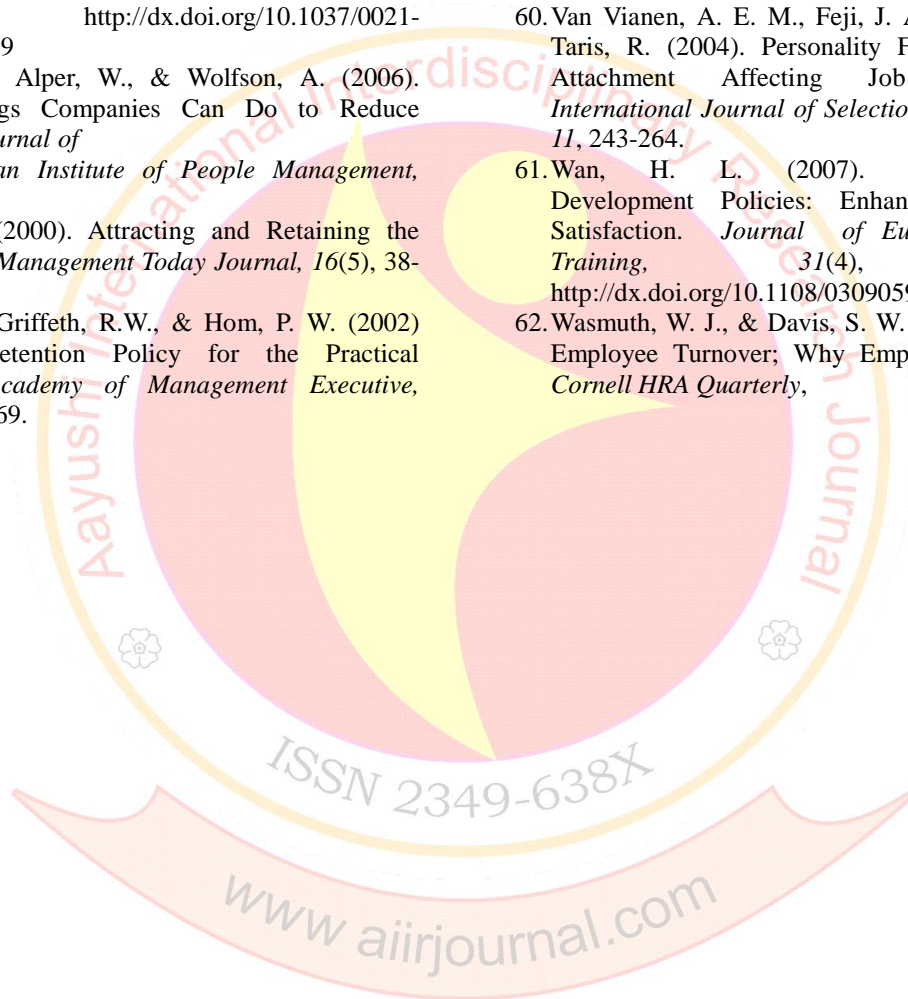 http://dx.doi.org/10.1037/0021-
9
Alper, W., & Wolfson, A. (2006).
gs Companies Can Do to Reduce
urnal of
an Institute of People Management,
(2000). Attracting and Retaining the
Management Today Journal, 16(5), 38-
Griffeth, R.W., & Hom, P. W. (2002)
etention Policy for the Practical
cademy of Management Executive,
69.
60. Van Vianen, A. E. M., Feji, J. A
Taris, R. (2004). Personality F
Attachment Affecting Job
International Journal of Selection
11, 243-264.
61. Wan, H. L. (2007).
Development Policies: Enhan
Satisfaction. Journal of Eu
Training, 31(4),
http://dx.doi.org/10.1108/0309059
62. Wasmuth, W. J., & Davis, S. W.
Employee Turnover; Why Emp
Cornell HRA Quarterly,
Aayushi International Interdisciplinary Research Journal
ISSN 2349-638X
www aiirjournal.com